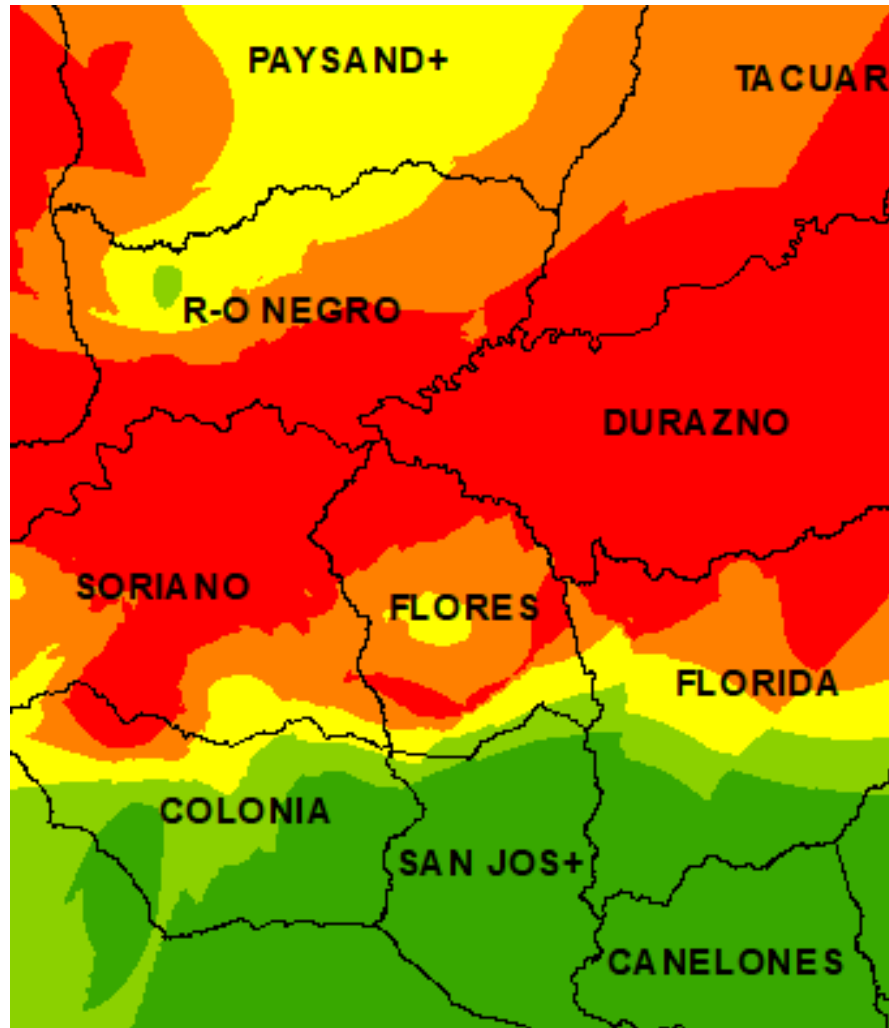 PAYSAND+
TACUAR
R-O NEGRO
DURAZNO
SORIANO
FLORES
FLORIDA
COLONIA
SAN JOS+
CANELONES